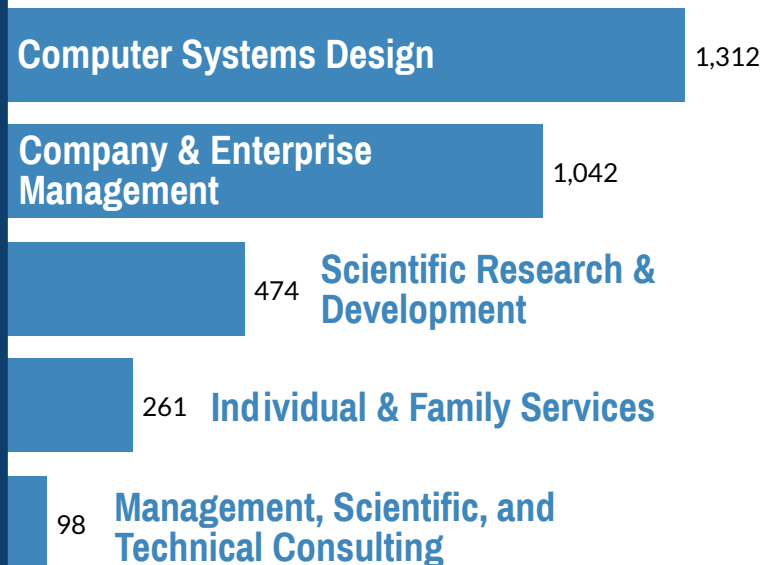 Computer Systems Design
1,312
Company & Enterprise
Management
1,042
474
Scientific Research &
Development
261
Individual & Family Services
98
Management, Scientific, and
Technical Consulting